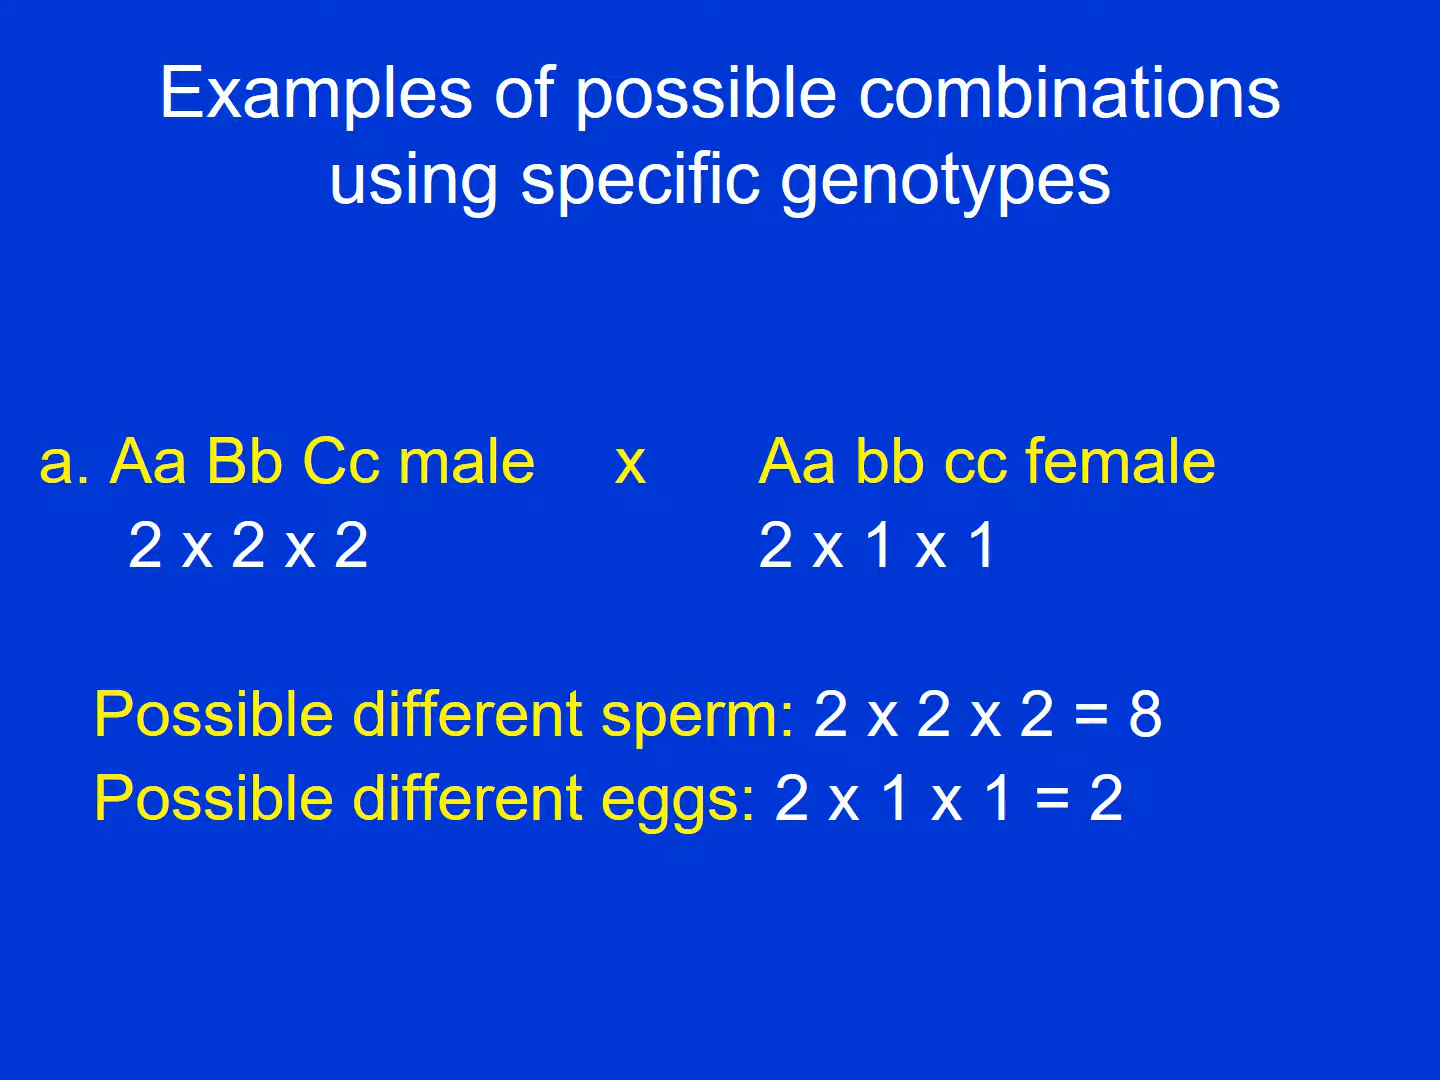 Examples of possible combinations
using specific genotypes
a. Aa Bb Cc male x Aa bb cc female
2 x 2 x 2 2 x 1 x 1
Possible different sperm: 2 x 2 x 2 = 8
Possible different eggs: 2 x 1 x 1 = 2